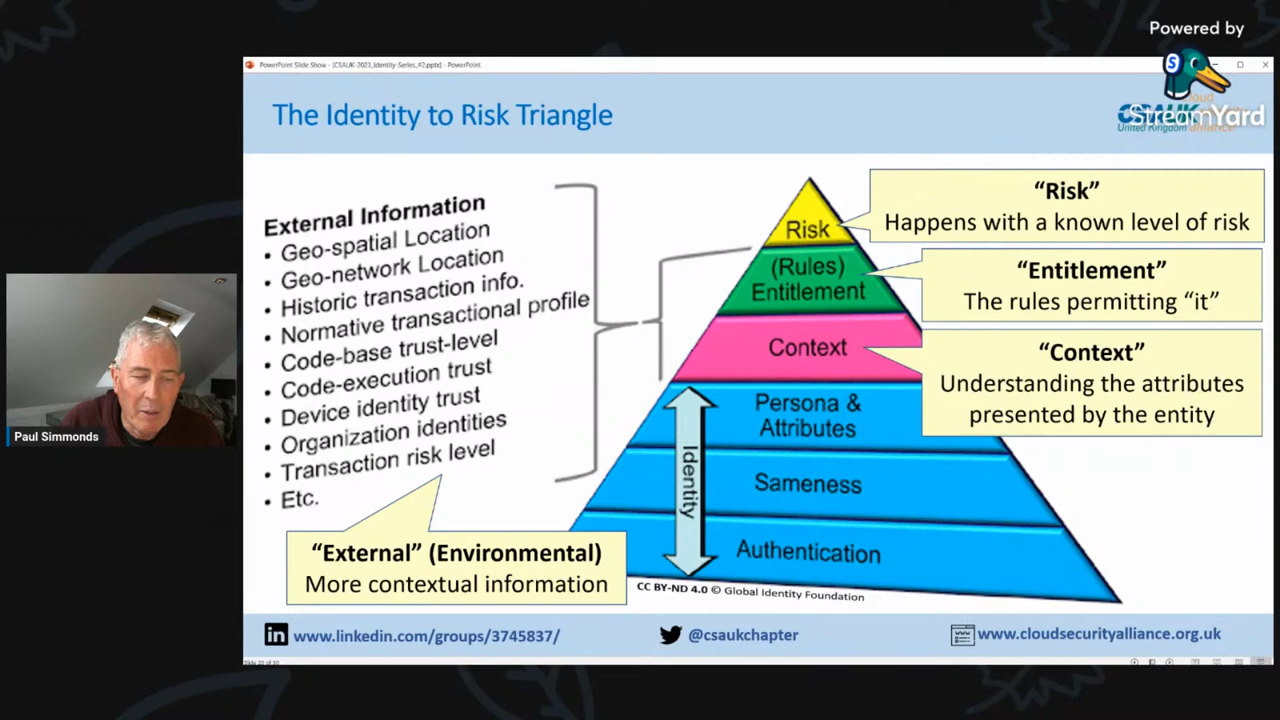 Powered by
StreamYard
PowerPoint Slide Show - [CSAUK-2023_Identity-Series_#2.pptx] - PowerPoint
The Identity to Risk Triangle
CSAUK
United Kingdom
cloud
alliance
External Information
• Geo-spatial Location
• Geo-network Location
• Historic transaction info.
• Normative transactional profile
• Code-base trust-level
• Code-execution trust
• Device identity trust
• Organization identities
• Transaction risk level
• Etc.
“External” (Environmental)
More contextual information
Risk
(Rules)
Entitlement
Context
Persona &
Attributes
Sameness
Authentication
Identity
“Risk”
Happens with a known level of risk
“Entitlement”
The rules permitting “it”
“Context”
Understanding the attributes
presented by the entity
CC BY-ND 4.0 © Global Identity Foundation
Paul Simmonds
www.linkedin.com/groups/3745837/
@csaukchapter
www.cloudsecurityalliance.org.uk